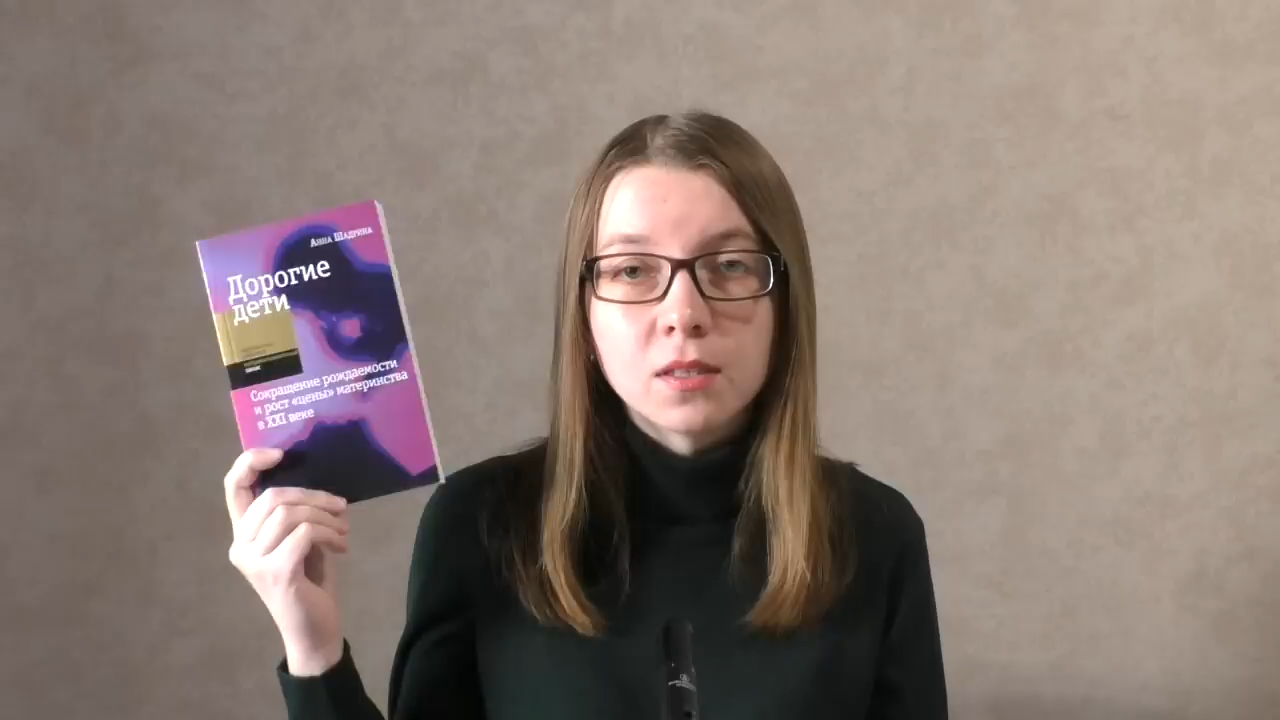 Анна Шадрина
Дорогие
дети
Сокращение рождаемости
и рост «цены» материнства
в XXI веке